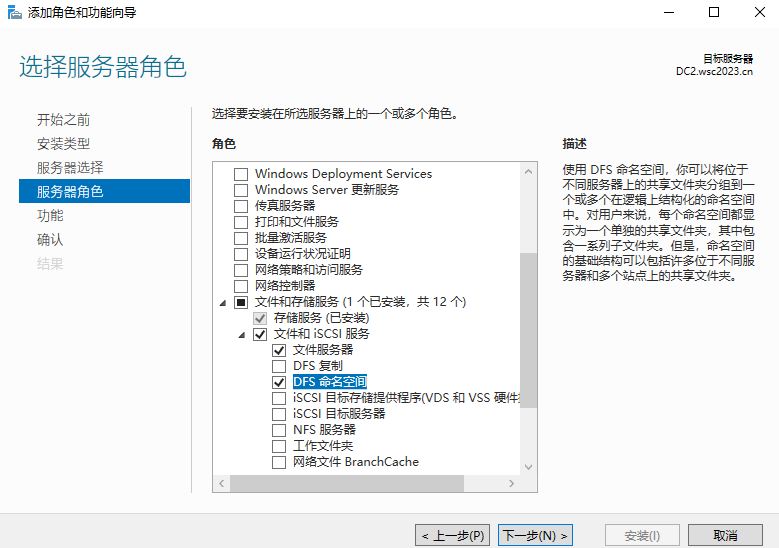 添加角色和功能向导
选择服务器角色
目标服务器
DC2.wsc2023.cn
开始之前
安装类型
服务器选择
服务器角色
功能
确认
结果
选择要安装在所选服务器上的一个或多个角色。
角色
Windows Deployment Services
Windows Server 更新服务
传真服务器
打印和文件服务
批量激活服务
设备运行状况证明
网络策略和访问服务
网络控制器
文件和存储服务 (1 个已安装，共 12 个)
存储服务 (已安装)
文件和 iSCSI 服务
文件服务器
DFS 复制
DFS 命名空间
iSCSI 目标存储提供程序(VDS 和 VSS 硬件
iSCSI 目标服务器
NFS 服务器
工作文件夹
网络文件 BranchCache
描述
使用 DFS 命名空间，你可以将位于
不同服务器上的共享文件夹分组到一
个或多个在逻辑上结构化的命名空间
中。对用户来说，每个命名空间都显
示为一个单独的共享文件夹，其中包
含一系列子文件夹。但是，命名空间
的基础结构可以包括许多位于不同服
务器和多个站点上的共享文件夹。
< 上一步(P)
下一步(N) >
安装(I)
取消